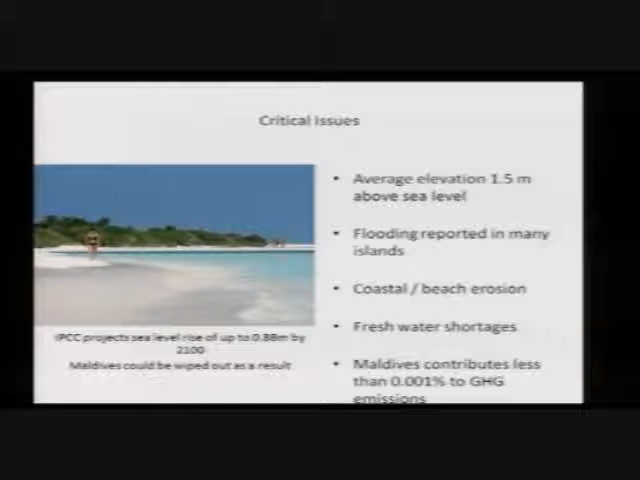 Critical Issues
• Average elevation 1.5 m
above sea level
• Flooding reported in many
islands
• Coastal / beach erosion
• Fresh water shortages
• Maldives contributes less
than 0.001% to GHG
emissions
IPCC projects sea level rise of up to 0.88m by
2100
Maldives could be wiped out as a result